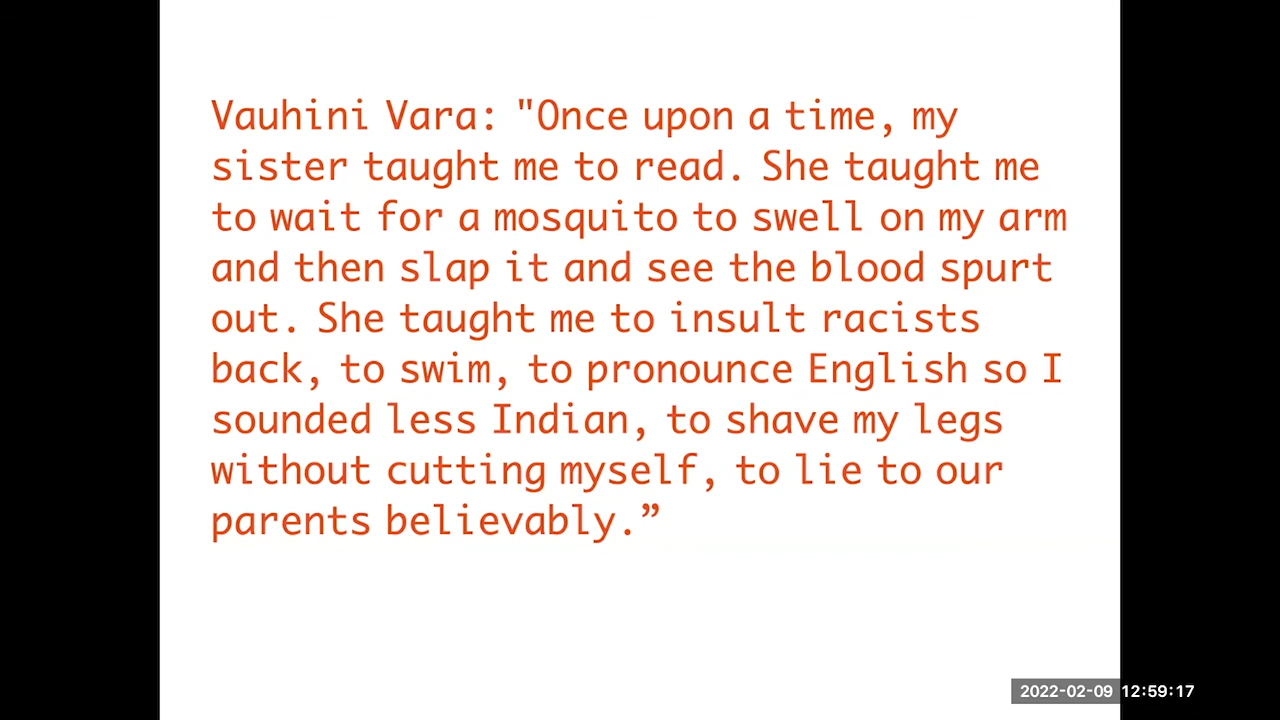 Vauhini Vara: "Once upon a time, my
sister taught me to read. She taught me
to wait for a mosquito to swell on my arm
and then slap it and see the blood spurt
out. She taught me to insult racists
back, to swim, to pronounce English so I
sounded less Indian, to shave my legs
without cutting myself, to lie to our
parents believably.”
2022-02-09 12:59:17